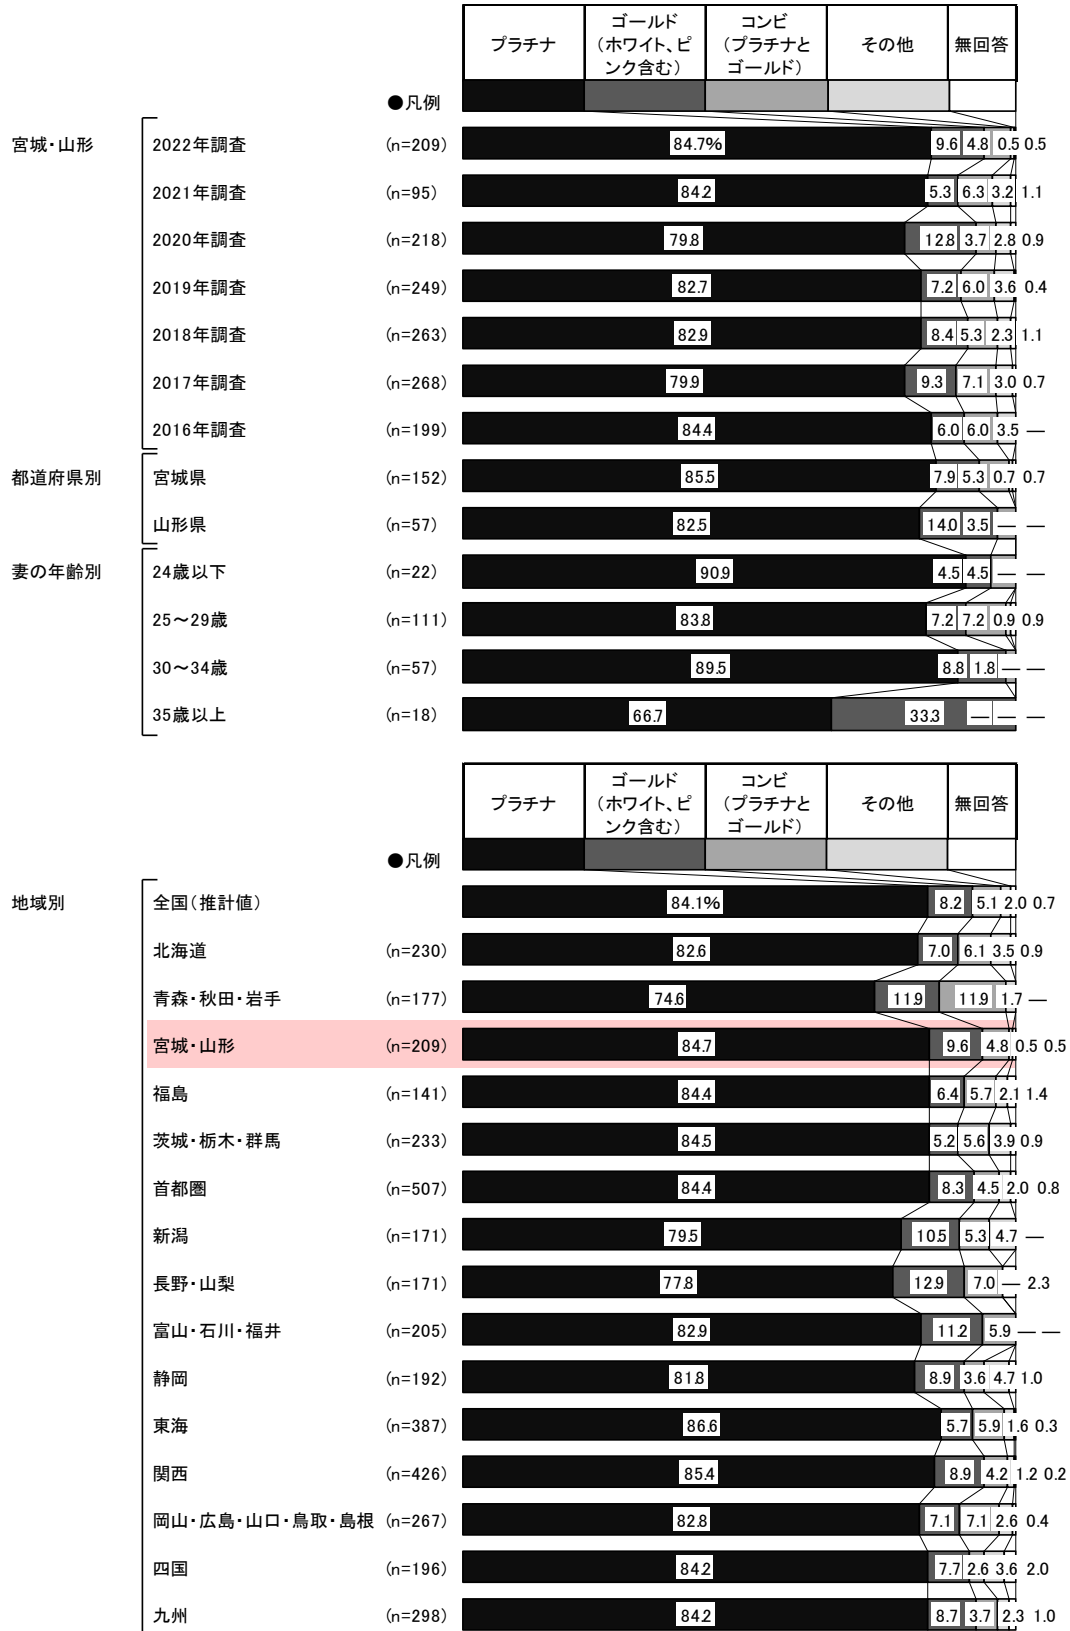 プラチナ ゴールド（ホワイト、ピンク含む） コンビ（プラチナとゴールド） その他 無回答
●凡例
宮城・山形 2022年調査 (n=209) 84.7% 9.6 4.8 0.5 0.5
2021年調査 (n=95) 84.2 5.3 6.3 3.2 1.1
2020年調査 (n=218) 79.8 12.8 3.7 2.8 0.9
2019年調査 (n=249) 82.7 7.2 6.0 3.6 0.4
2018年調査 (n=263) 82.9 8.4 5.3 2.3 1.1
2017年調査 (n=268) 79.9 9.3 7.1 3.0 0.7
2016年調査 (n=199) 84.4 6.0 6.0 3.5 ―
都道府県別 宮城県 (n=152) 85.5 7.9 5.3 0.7 0.7
山形県 (n=57) 82.5 14.0 3.5 ― ―
妻の年齢別 24歳以下 (n=22) 90.9 4.5 4.5 ― ―
25～29歳 (n=111) 83.8 7.2 7.2 0.9 0.9
30～34歳 (n=57) 89.5 8.8 1.8 ― ―
35歳以上 (n=18) 66.7 33.3 ― ― ―
プラチナ ゴールド（ホワイト、ピンク含む） コンビ（プラチナとゴールド） その他 無回答
●凡例
地域別 全国（推計値） 84.1% 8.2 5.1 2.0 0.7
北海道 (n=230) 82.6 7.0 6.1 3.5 0.9
青森・秋田・岩手 (n=177) 74.6 11.9 11.9 1.7 ―
宮城・山形 (n=209) 84.7 9.6 4.8 0.5 0.5
福島 (n=141) 84.4 6.4 5.7 2.1 1.4
茨城・栃木・群馬 (n=233) 84.5 5.2 5.6 3.9 0.9
首都圏 (n=507) 84.4 8.3 4.5 2.0 0.8
新潟 (n=171) 79.5 10.5 5.3 4.7 ―
長野・山梨 (n=171) 77.8 12.9 7.0 ― 2.3
富山・石川・福井 (n=205) 82.9 11.2 5.9 ― ―
静岡 (n=192) 81.8 8.9 3.6 4.7 1.0
東海 (n=387) 86.6 5.7 5.9 1.6 0.3
関西 (n=426) 85.4 8.9 4.2 1.2 0.2
岡山・広島・山口・鳥取・島根 (n=267) 82.8 7.1 7.1 2.6 0.4
四国 (n=196) 84.2 7.7 2.6 3.6 2.0
九州 (n=298) 84.2 8.7 3.7 2.3 1.0